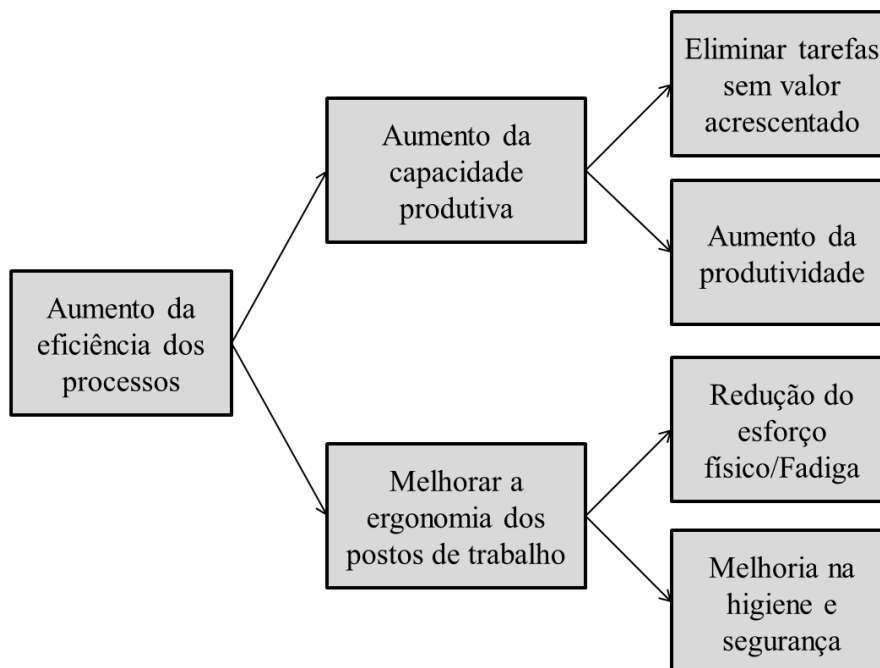 Eliminar tarefas
sem valor
acrescentado
Aumento da
capacidade
produtiva
Aumento da
produtividade
Aumento da
eficiência dos
processos
Redução do
esforço
físico/Fadiga
Melhorar a
ergonomia dos
postos de trabalho
Melhoria na
higiene e
segurança